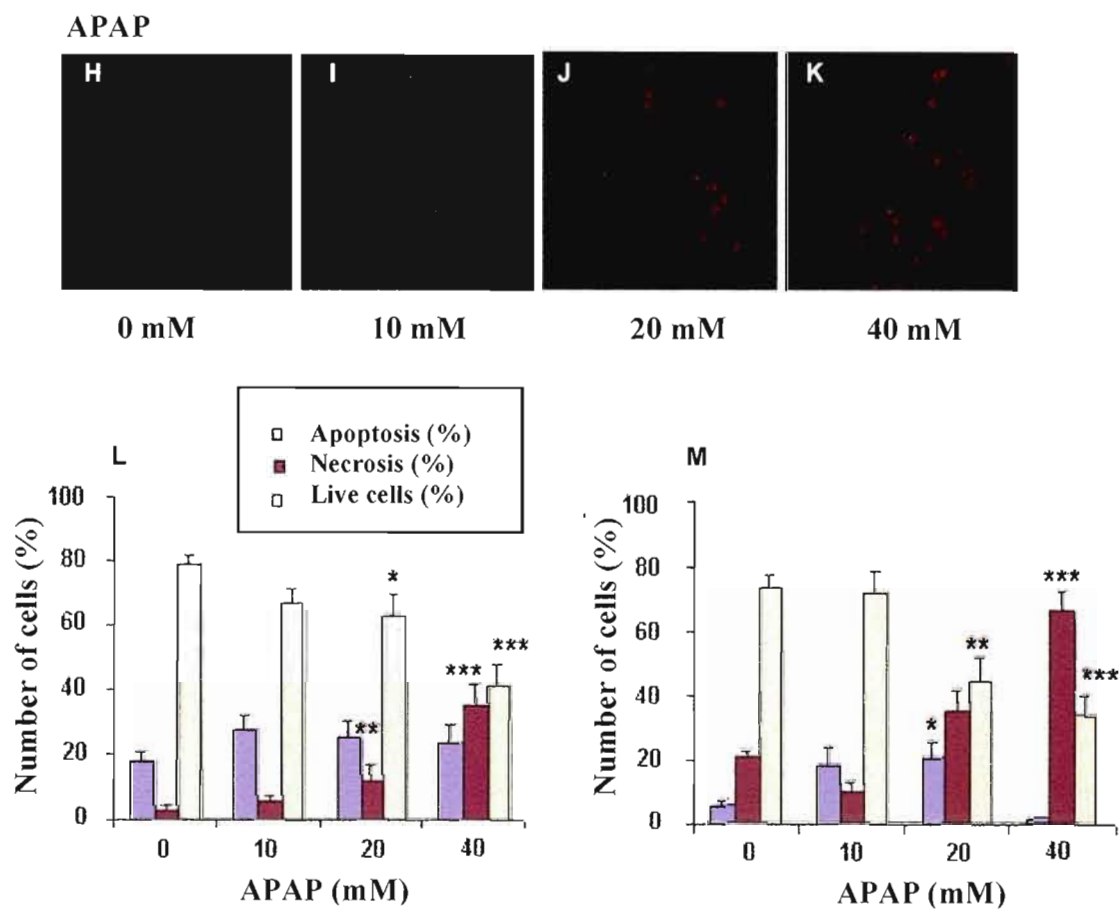 APAP
H I J K
0 mM 10 mM 20 mM 40 mM
Apoptosis (%)
Necrosis (%)
Live cells (%)
L
Number of cells (%)
100
80
60
40
20
0
*
**
***
***
0 10 20 40
APAP (mM)
M
Number of cells (%)
100
80
60
40
20
0
*
**
***
***
0 10 20 40
APAP (mM)